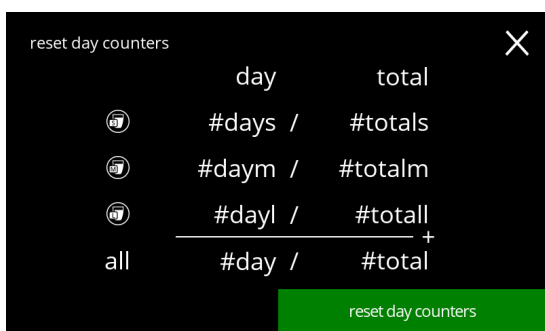 reset day counters
day total
S #days / #totals
M #daym / #totalm
L #dayl / #totall
+
all #day / #total
reset day counters